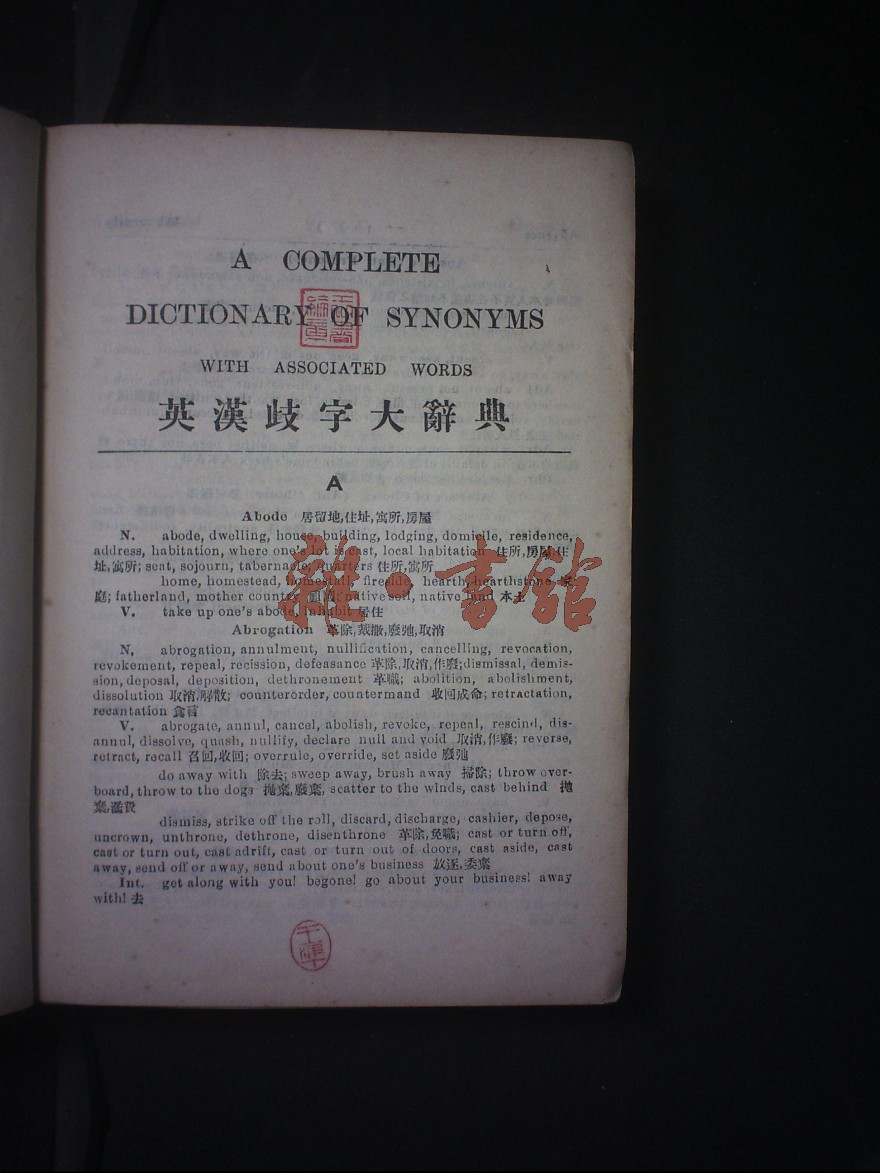 A COMPLETE
DICTIONARY OF SYNONYMS
WITH ASSOCIATED WORDS
英漢歧字大辭典
A
Abode 居留地,住址,寓所,房屋
N. abode, dwelling, house, building, lodging, domicile, residence,
address, habitation, where one's lot is cast, local habitation 住所,房屋,住
址,寓所; seat, sojourn, tabernacle, quarters 住所,寓所
home, homestead, homestall, fireside, hearth, hearthstone 家
庭; fatherland, mother country 國; native soil, native land 本土
V. take up one's abode, inhabit 居住
Abrogation 革除,裁撤,廢弛,取消
N, abrogation, annulment, nullification, cancelling, revocation,
revokement, repeal, recission, defeasance 革除,取消,作廢;dismissal, demis-
sion, deposal, deposition, dethronement 革職; abolition, abolishment,
dissolution 取消,解散; counterorder, countermand 收回成命; retractation,
recantation 食言
V. abrogate, annul, cancel, abolish, revoke, repeal, rescind, dis-
annul, dissolve, quash, nullify, declare null and void 取消,作廢; reverse,
retract, recall 召回,收回; overrule, override, set aside 廢弛
do away with 除去; sweep away, brush away 掃除; throw over-
board, throw to the dogs 拋棄,廢棄, scatter to the winds, cast behind 拋
棄,濫費
dismiss, strike off the roll, discard, discharge, cashier, depose,
uncrown, unthrone, dethrone, disenthrone 革除,免職; cast or turn off,
cast or turn out, cast adrift, cast or turn out of doors, cast aside, cast
away, send off or away, send about one's business 放逐,委棄
Int. get along with you! begone! go about your business! away
with! 去
雜·書館